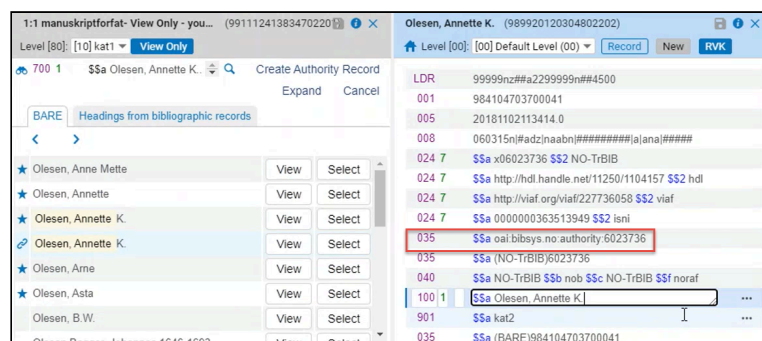 1:1 manuskriptforfat- View Only - you... (99111241383470220
Level [80]: [10] kat1 View Only
700 1 $$a Olesen, Annette K.. Create Authority Record
Expand Cancel
BARE Headings from bibliographic records
Olesen, Anne Mette View Select
Olesen, Annette View Select
Olesen, Annette K. View Select
Olesen, Annette K. View Select
Olesen, Arne View Select
Olesen, Asta View Select
Olesen, B.W. View Select
View Select
Olesen, Annette K. (989920120304802202)
Level [00]: [00] Default Level (00) Record New RVK
LDR 99999nz##a2299999n##4500
001 984104703700041
005 20181102113414.0
008 060315n|#adz|naabn|#########|a|ana|#####
024 7 $$a x06023736 $$2 NO-TrBIB
024 7 $$a http://hdl.handle.net/11250/1104157 $$2 hdl
024 7 $$a http://viaf.org/viaf/227736058 $$2 viaf
024 7 $$a 0000000363513949 $$2 isni
035 $$a oai:bibsys.no:authority:6023736
035 $$a (NO-TrBIB)6023736
040 $$a NO-TrBIB $$b nob $$c NO-TrBIB $$f noraf
100 1 $$a Olesen, Annette K. ...
901 $$a kat2 ...
035 $$a (BARE)984104703700041